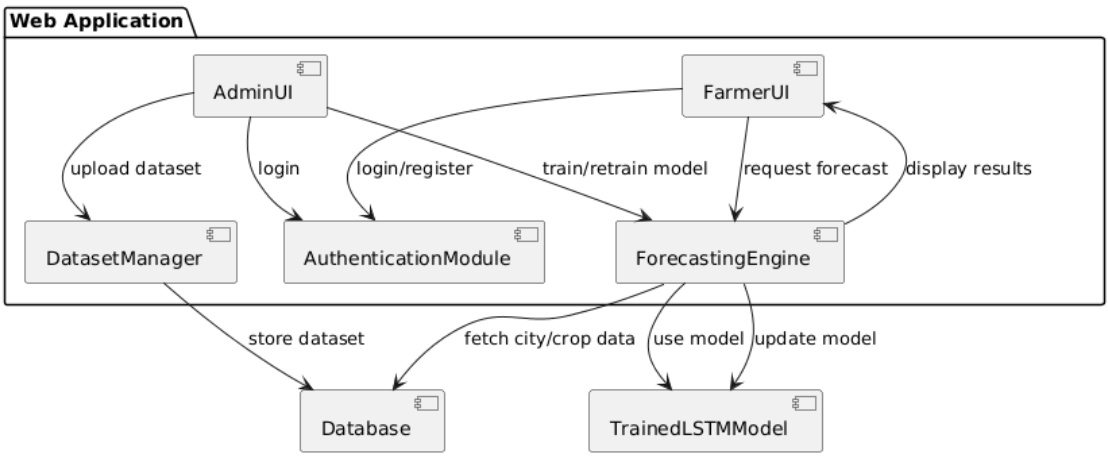 Web Application
AdminUI
FarmerUI
upload dataset
login
login/register
train/retrain model
request forecast
display results
DatasetManager
AuthenticationModule
ForecastingEngine
store dataset
fetch city/crop data
use model
update model
Database
TrainedLSTMModel